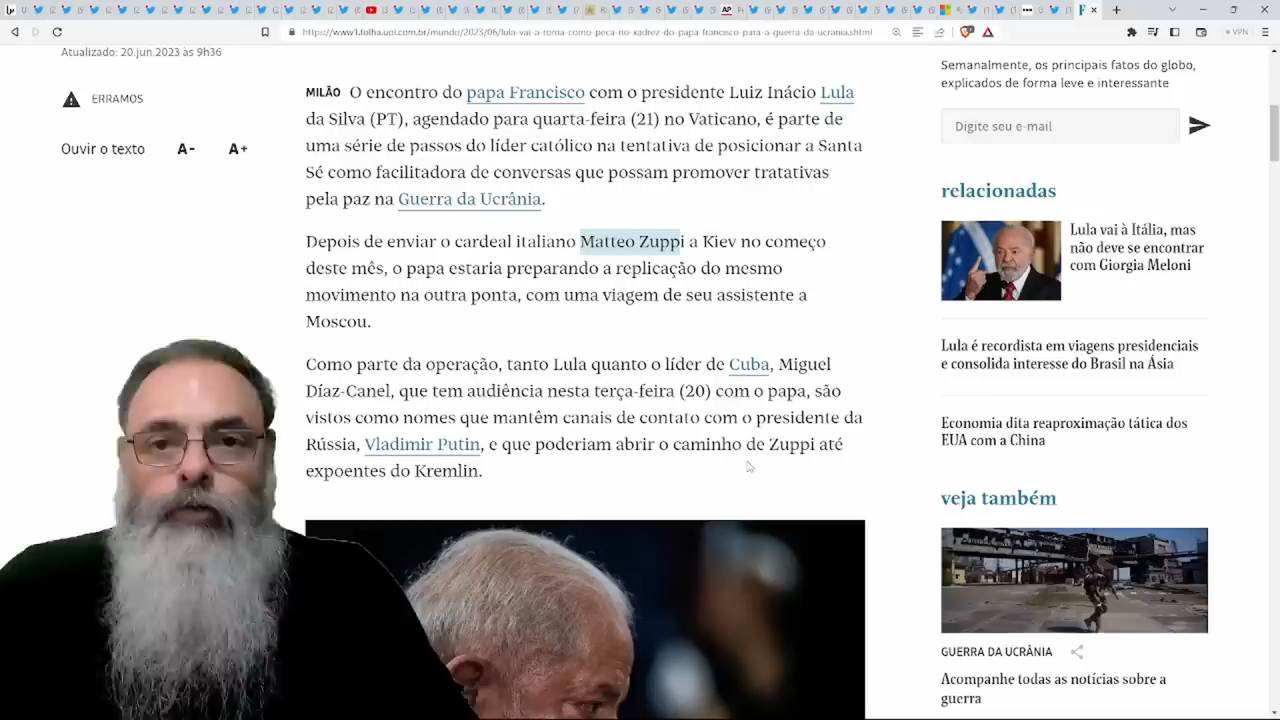 https://www1.folha.uol.com.br/mundo/2023/06/lula-vai-a-roma-como-peca-no-xadrez-do-papa-francisco-para-a-guerra-da-ucrania.shtml
VPN
Atualizado: 20.jun.2023 às 9h36
ERRAMOS
Ouvir o texto A- A+
MILÃO O encontro do papa Francisco com o presidente Luiz Inácio Lula
da Silva (PT), agendado para quarta-feira (21) no Vaticano, é parte de
uma série de passos do líder católico na tentativa de posicionar a Santa
Sé como facilitadora de conversas que possam promover tratativas
pela paz na Guerra da Ucrânia.
Depois de enviar o cardeal italiano Matteo Zuppi a Kiev no começo
deste mês, o papa estaria preparando a replicação do mesmo
movimento na outra ponta, com uma viagem de seu assistente a
Moscou.
Como parte da operação, tanto Lula quanto o líder de Cuba, Miguel
Díaz-Canel, que tem audiência nesta terça-feira (20) com o papa, são
vistos como nomes que mantêm canais de contato com o presidente da
Rússia, Vladimir Putin, e que poderiam abrir o caminho de Zuppi até
expoentes do Kremlin.
Semanalmente, os principais fatos do globo,
explicados de forma leve e interessante
Digite seu e-mail
relacionadas
Lula vai à Itália, mas
não deve se encontrar
com Giorgia Meloni
Lula é recordista em viagens presidenciais
e consolida interesse do Brasil na Ásia
Economia dita reaproximação tática dos
EUA com a China
veja também
GUERRA DA UCRÂNIA
Acompanhe todas as notícias sobre a
guerra